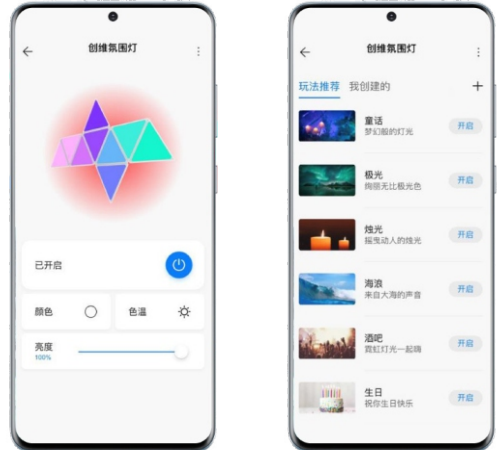 创维氛围灯
已开启
颜色
色温
亮度
100%
创维氛围灯
玩法推荐 我创建的
童话
梦幻般的灯光
开启
极光
绚丽无比极光色
开启
烛光
摇曳动人的烛光
开启
海浪
来自大海的声音
开启
酒吧
霓虹灯光一起嗨
开启
生日
祝你生日快乐
开启